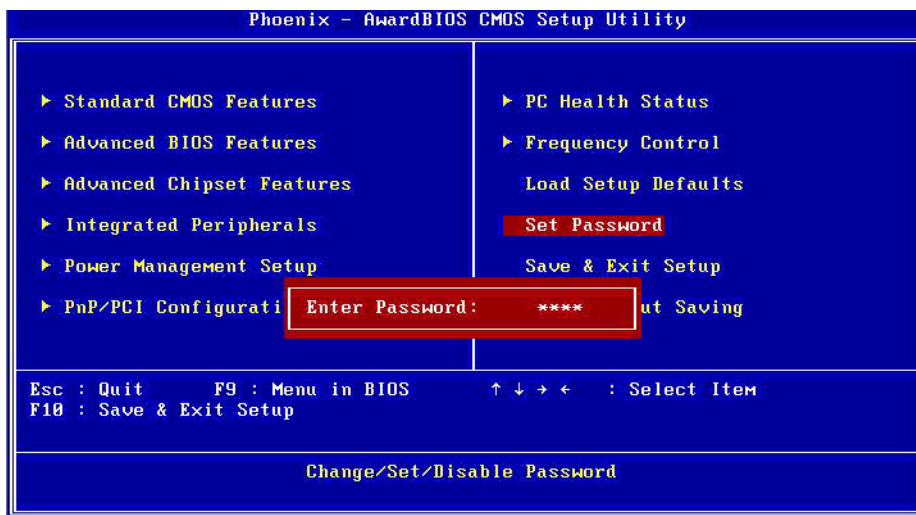 Phoenix - AwardBIOS CMOS Setup Utility
► Standard CMOS Features
► Advanced BIOS Features
► Advanced Chipset Features
► Integrated Peripherals
► Power Management Setup
► PnP/PCI Configurati
► PC Health Status
► Frequency Control
Load Setup Defaults
Set Password
Save & Exit Setup
ut Saving
Enter Password: ****
Esc : Quit F9 : Menu in BIOS ↑ ↓ → ← : Select Item
F10 : Save & Exit Setup
Change/Set/Disable Password